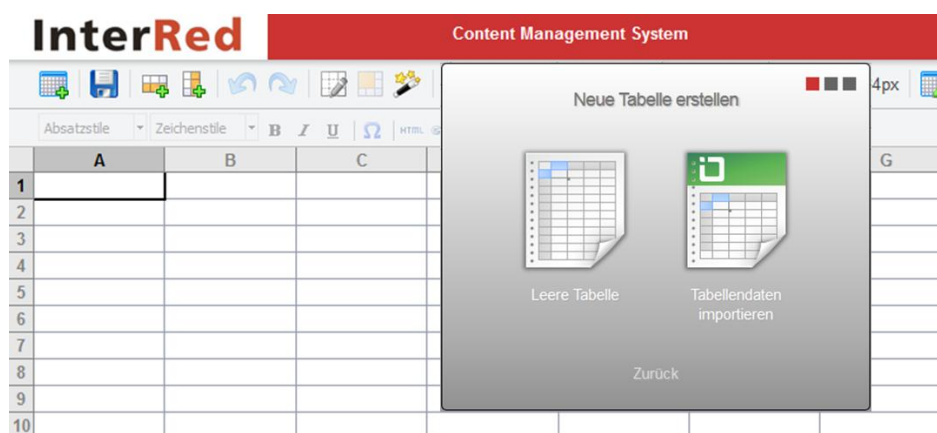 InterRed
Content Management System
4px
Neue Tabelle erstellen
Absatzstile Zeichenstile B I U Ω HTML
A B C G
1
2
3
4
5
6
7
8
9
10
Leere Tabelle
Tabellendaten
importieren
Zurück